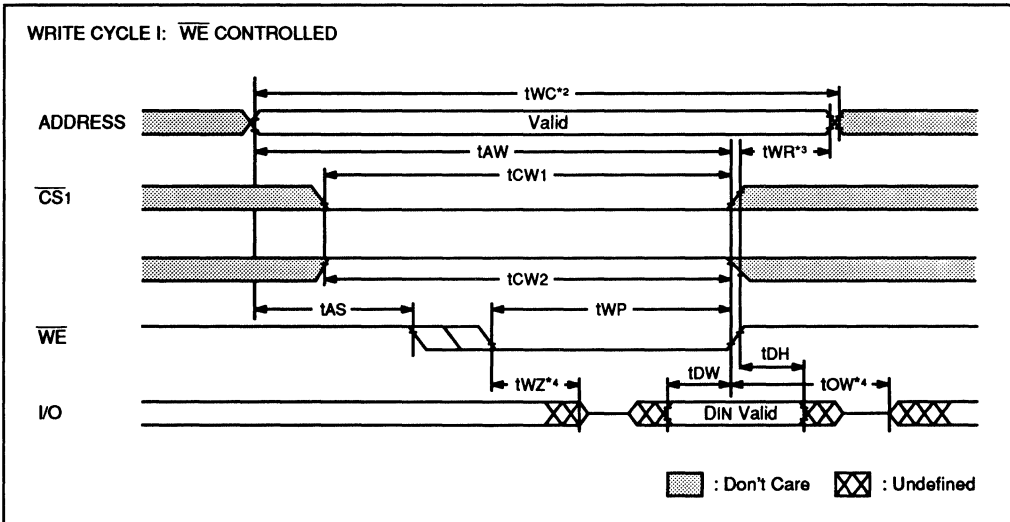 WRITE CYCLE I: WE CONTROLLED
tWC*2
ADDRESS
Valid
tAW
tWR*3
CS1
tCW1
tCW2
tAS
tWP
WE
tDH
tWZ*4
tDW
tOW*4
I/O
DIN Valid
: Don't Care
: Undefined